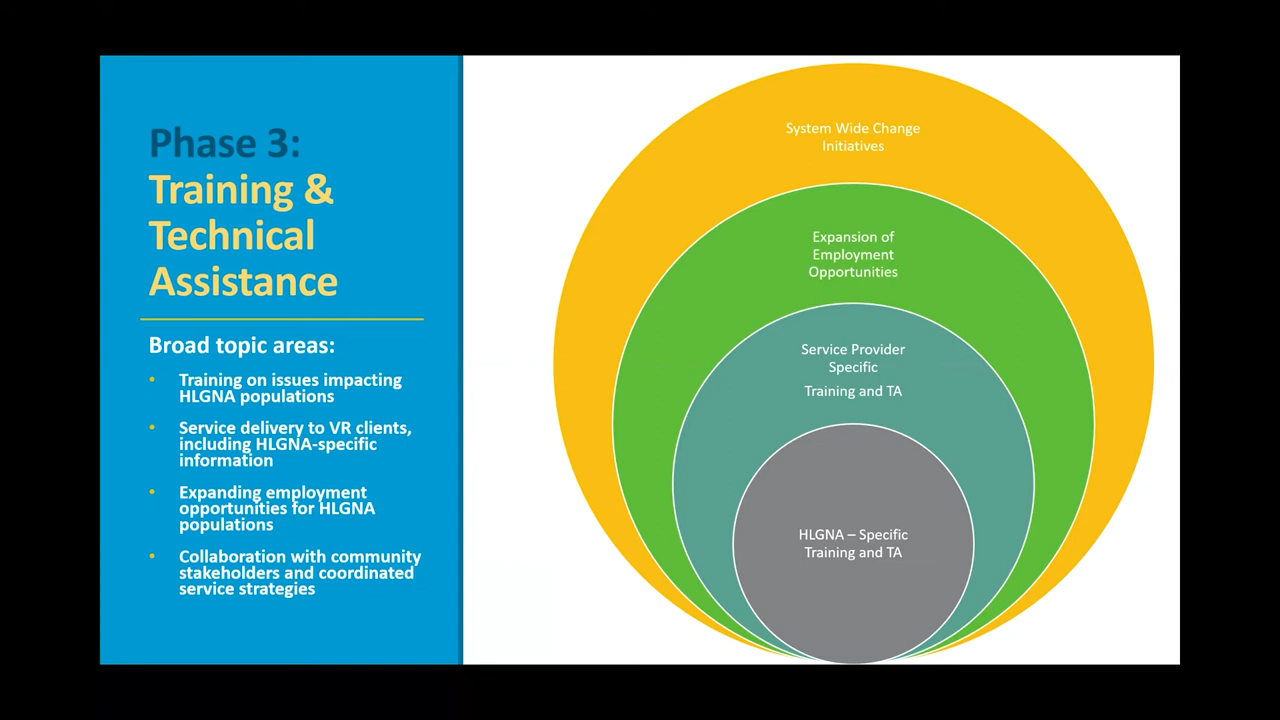 Phase 3:
Training &
Technical
Assistance
Broad topic areas:
• Training on issues impacting
HLGNA populations
• Service delivery to VR clients,
including HLGNA-specific
information
• Expanding employment
opportunities for HLGNA
populations
• Collaboration with community
stakeholders and coordinated
service strategies
System Wide Change
Initiatives
Expansion of
Employment
Opportunities
Service Provider
Specific
Training and TA
HLGNA – Specific
Training and TA